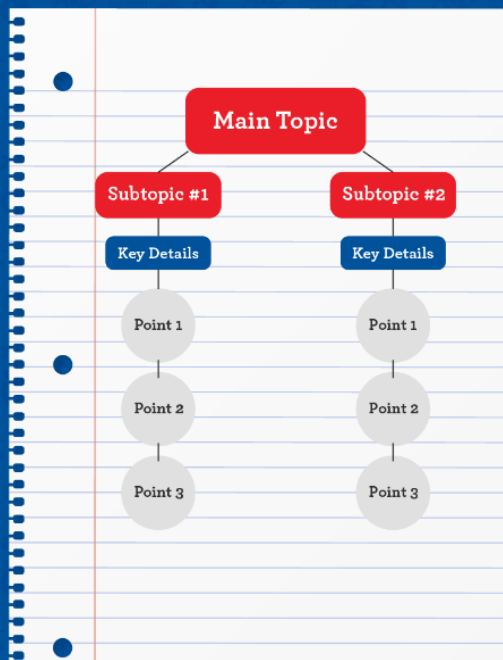 Main Topic
Subtopic #1
Subtopic #2
Key Details
Key Details
Point 1
Point 1
Point 2
Point 2
Point 3
Point 3